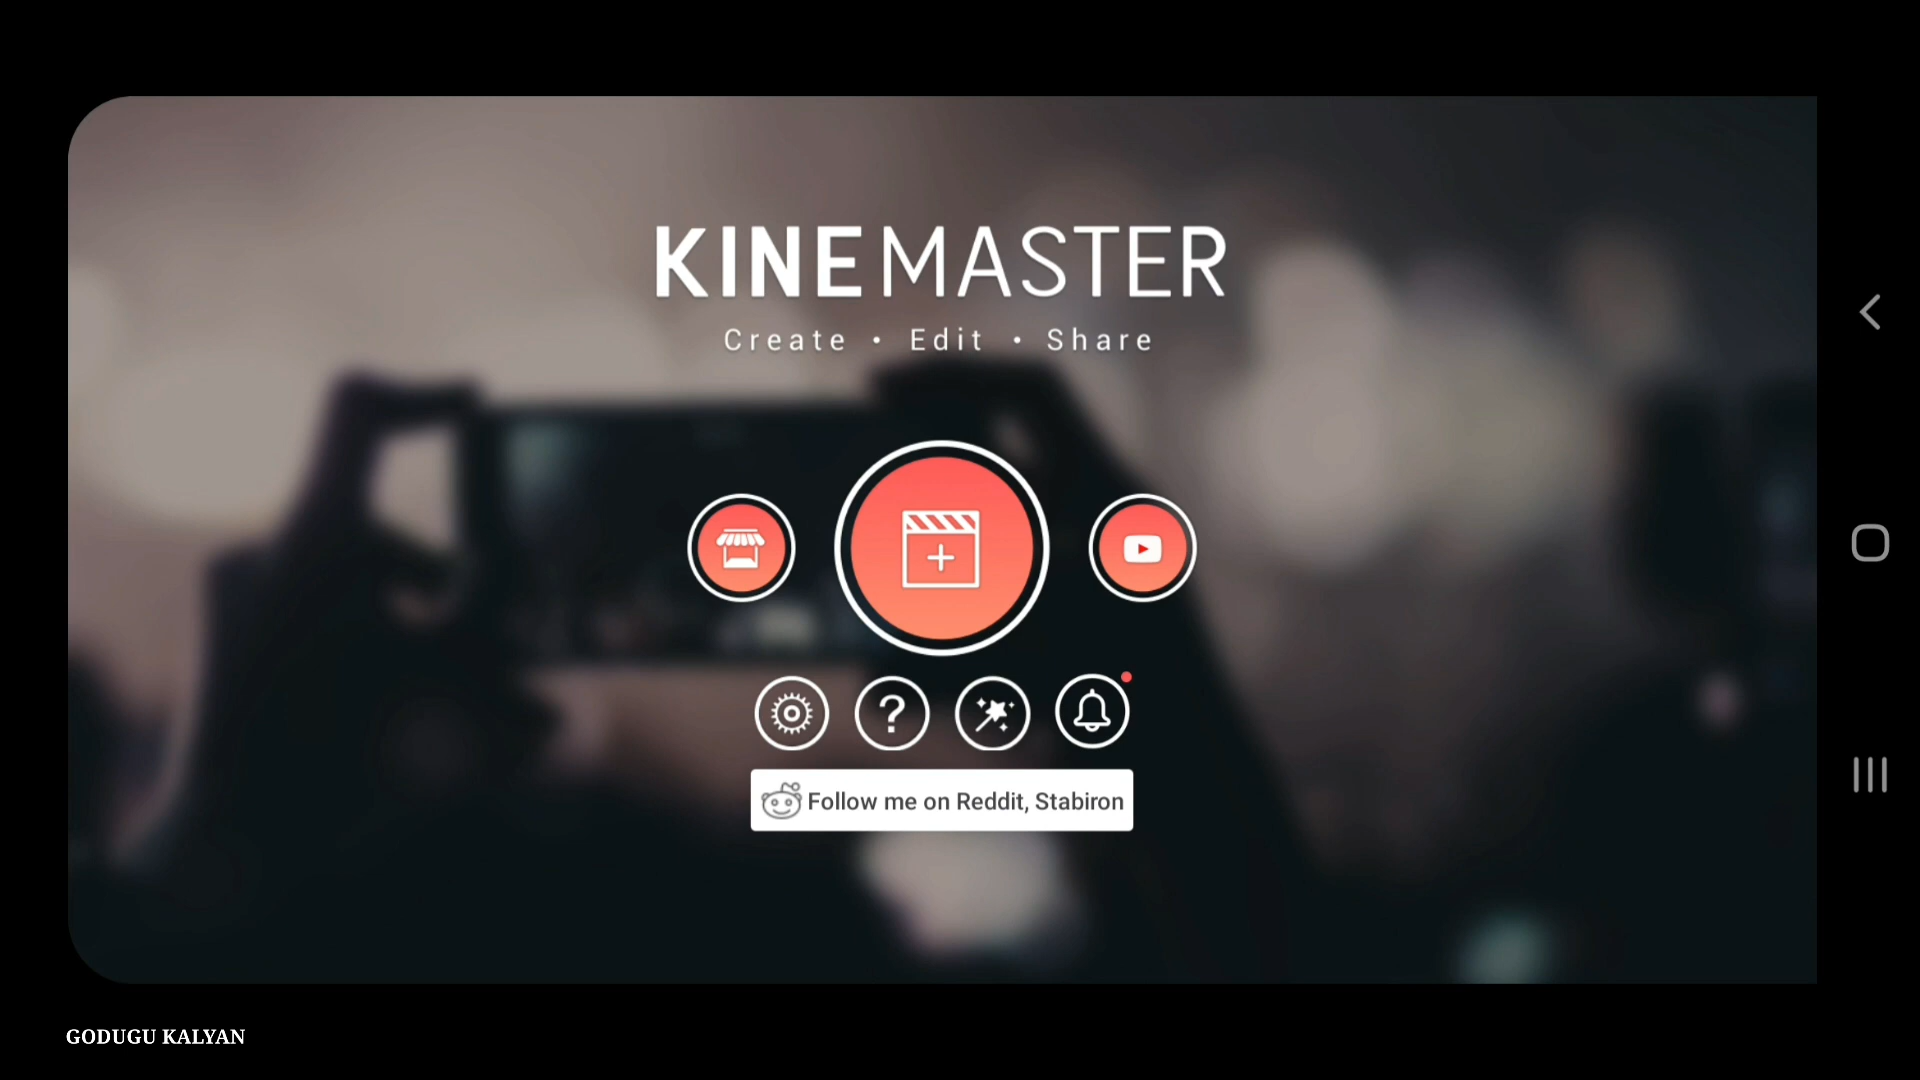 KINEMASTER
Create • Edit • Share
?
Follow me on Reddit, Stabiron
GODUGU KALYAN